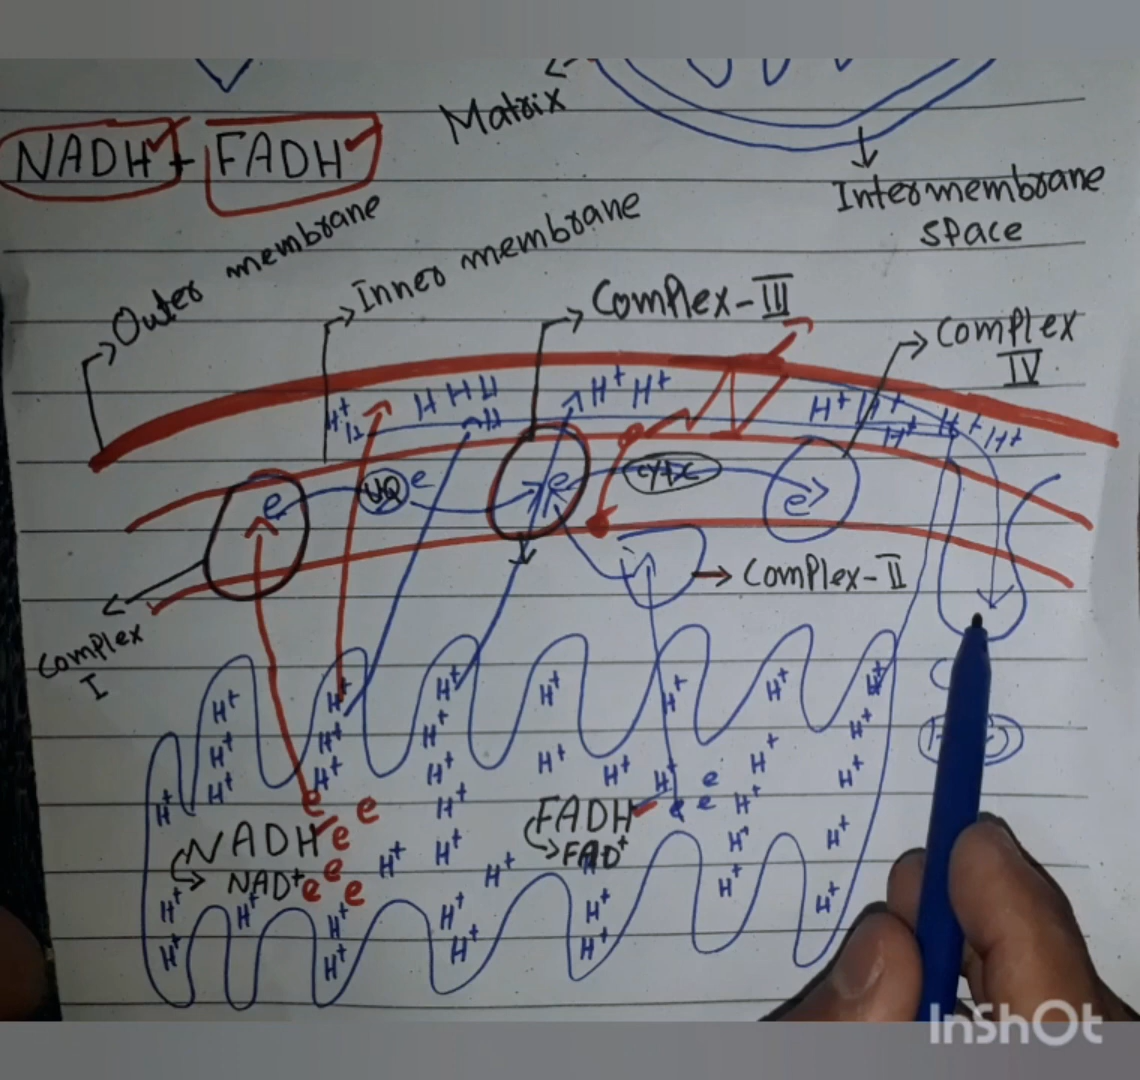 Matrix
NADH + FADH
Intermembrane
space
Outer membrane
Inner membrane
Complex-III
Complex
IV
H+ H H H H+ H+
H+ H+
H H+ H+ H+
e UQ e e cytc e
Complex-II
Complex
I
H+ H+ H+ H+ H+ H+ H+
H+ H+ H+ H+
H+ H+ H+ H+ H+ H+ e H+ H+
H+ H+ e e FADH e e H+
NADH e H+ H+ H+
FAD+
NAD+ e e e H+ H+ H+
H+ H+ H+ H+ H+ H+
H+ H+ H+ H+
InShOt